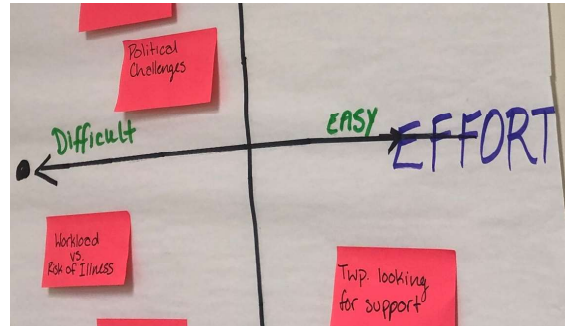 Political
Challenges
Difficult
EASY
EFFORT
Workload
vs.
Risk of Illness
Twp. looking
for support